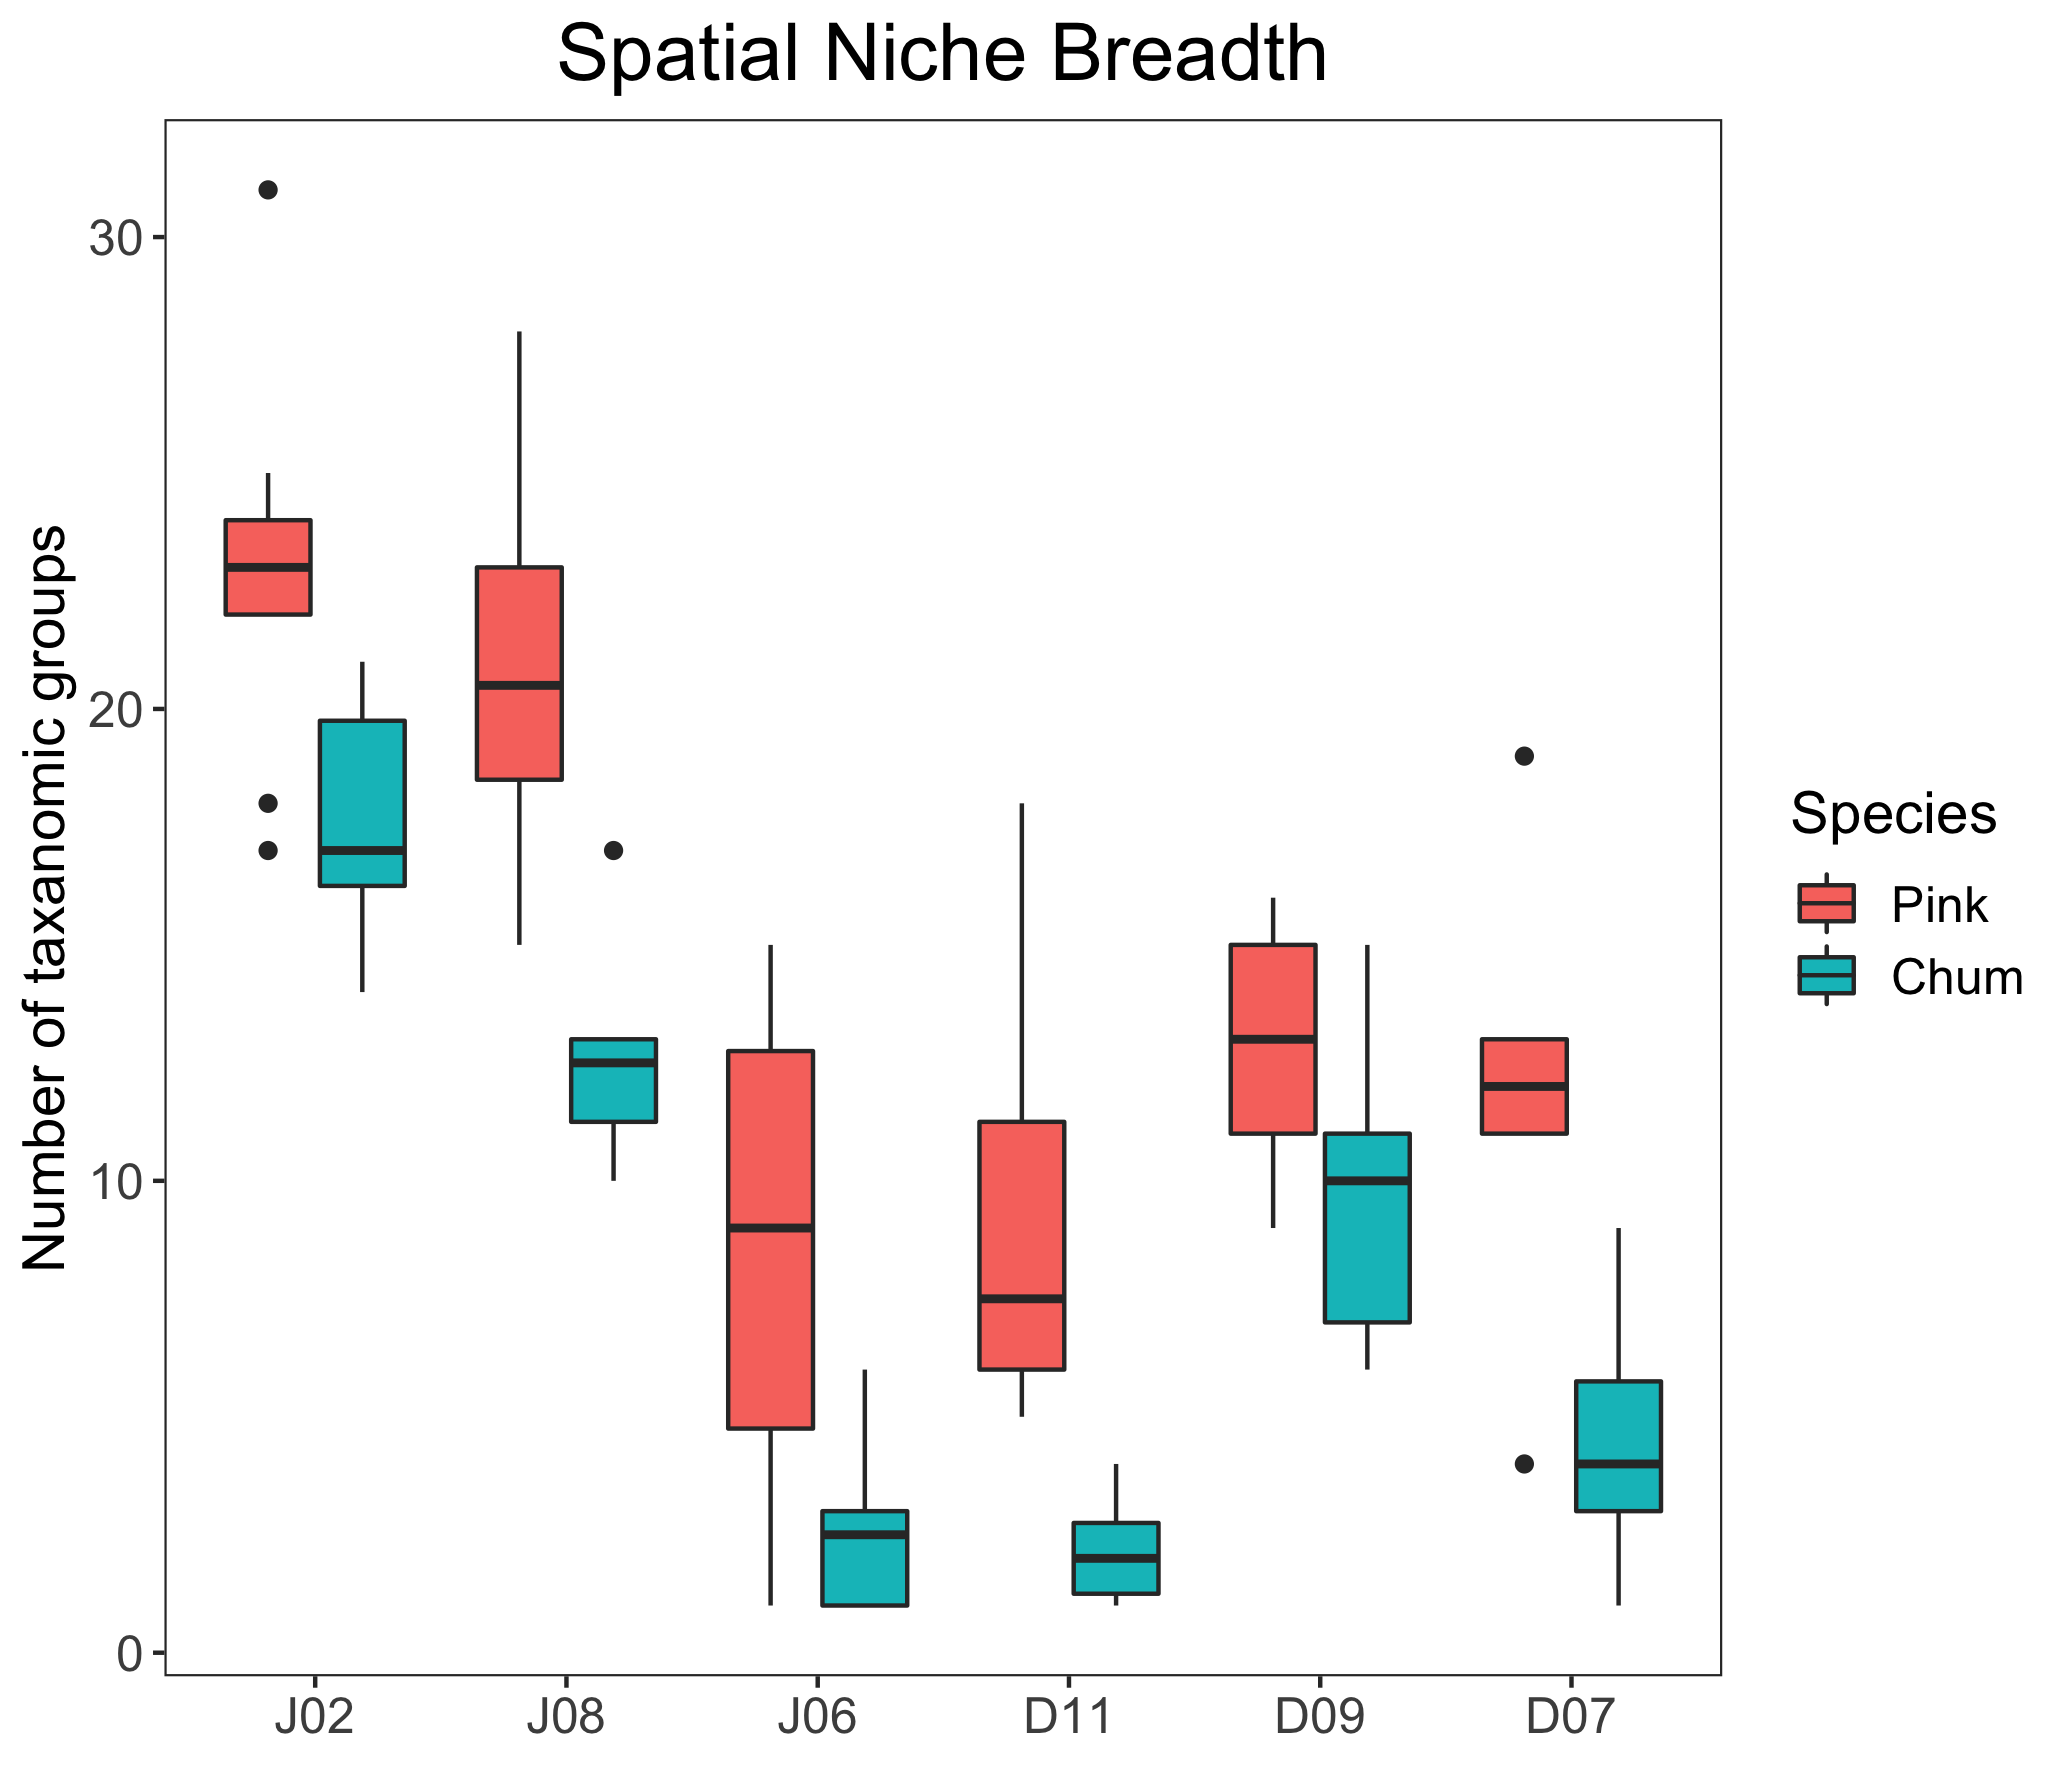 Spatial Niche Breadth
Number of taxanomic groups
30
20
10
0
J02
J08
J06
D11
D09
D07
Species
Pink
Chum